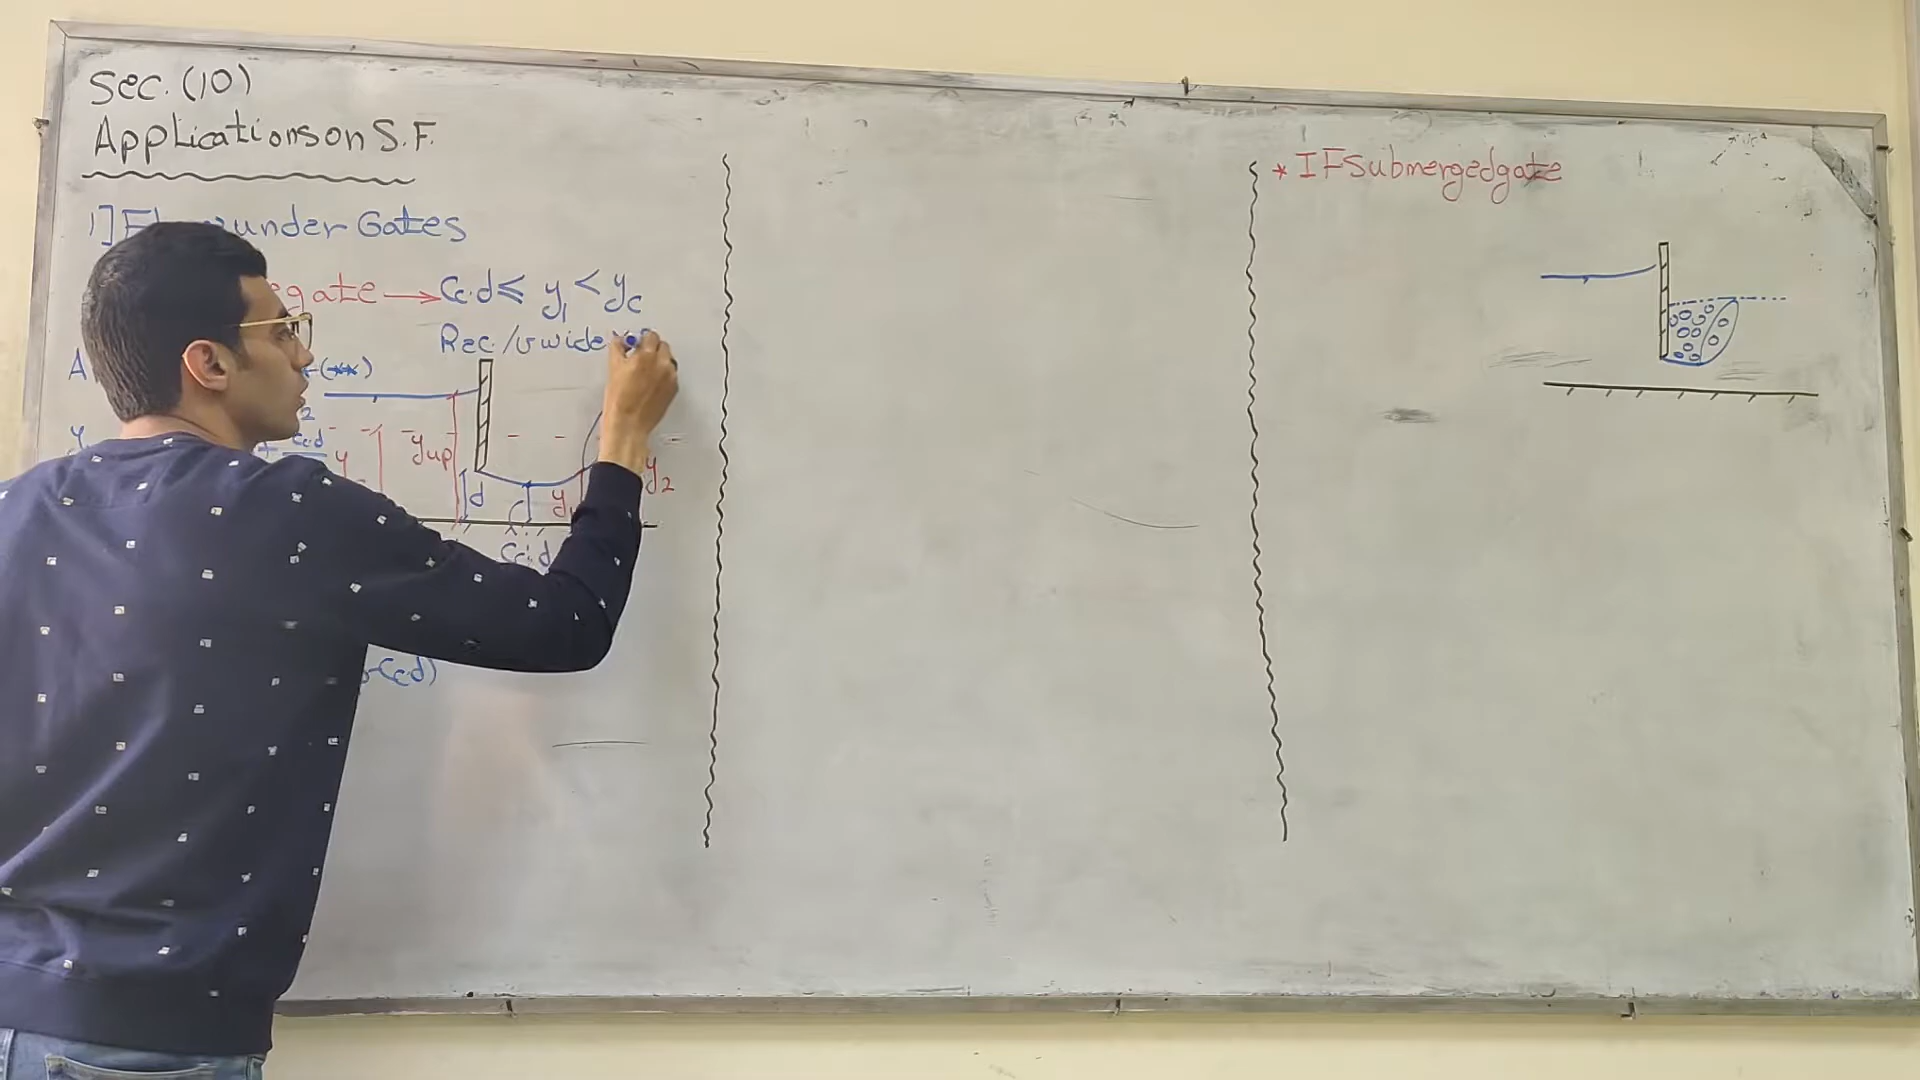 Sec. (10)
Applications on S.F.
1] under Gates
gate → Cc.d ≤ y1 < yc
Rec. / v wide
(**)
2
Cc.d
y
yup
d
y1
y2
Cc.d
-Cc.d)
* IF Submerged gate